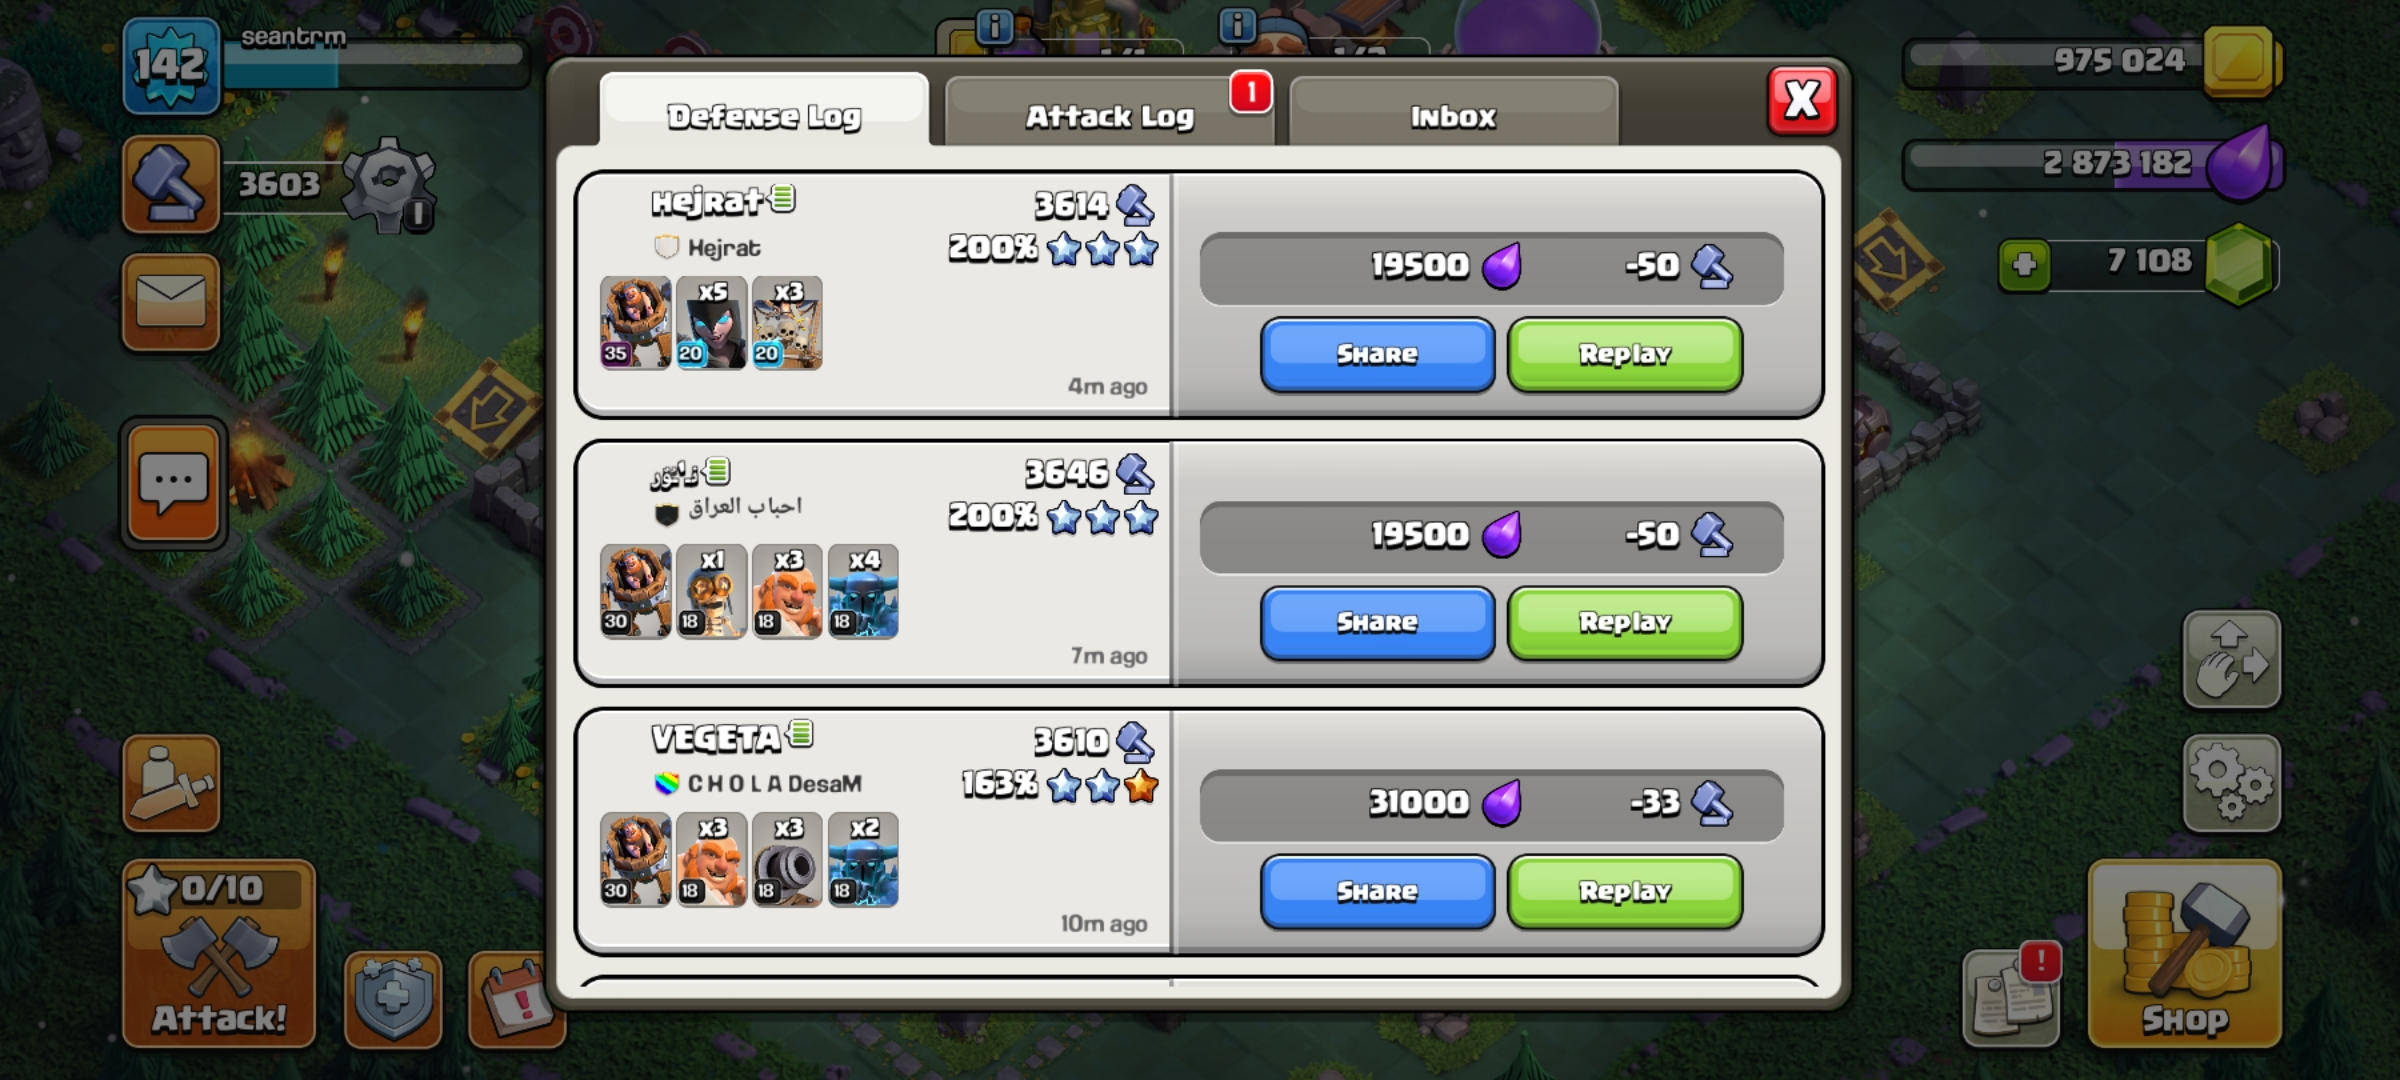 142
seantrm
975 024
3603
2 873 182
7 108
Defense Log
Attack Log
1
Inbox
X
Hejrat
3614
Hejrat
200%
35
x5
20
x3
20
4m ago
19500
-50
Share
Replay
3646
احباب العراق
200%
30
x1
18
x3
18
x4
18
7m ago
19500
-50
Share
Replay
VEGETA
3610
C H O L A DesaM
163%
30
x3
18
x3
18
x2
18
10m ago
31000
-33
Share
Replay
0/10
Attack!
Shop